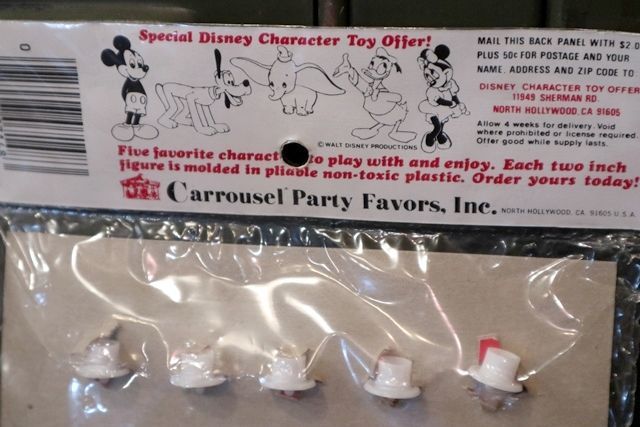 Special Disney Character Toy Offer!
MAIL THIS BACK PANEL WITH $2.0
PLUS 50¢ FOR POSTAGE AND YOUR
NAME. ADDRESS AND ZIP CODE TO
DISNEY CHARACTER TOY OFFER
11949 SHERMAN RD.
NORTH HOLLYWOOD. CA 91605
Allow 4 weeks for delivery. Void
where prohibited or license required.
Offer good while supply lasts.
© WALT DISNEY PRODUCTIONS
Five favorite charact to play with and enjoy. Each two inch
figure is molded in pliable non-toxic plastic. Order yours today!
Carrousel Party Favors, Inc. NORTH HOLLYWOOD, CA. 91605 U.S.A.
0